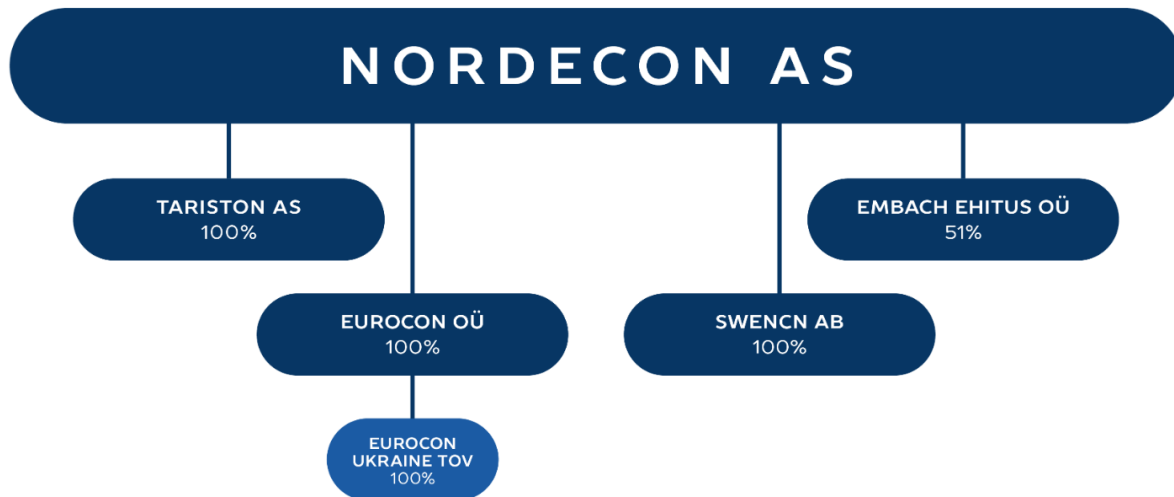 NORDECON AS
TARISTON AS
100%
EMBACH EHITUS OÜ
51%
EUROCON OÜ
100%
SWENCN AB
100%
EUROCON
UKRAINE TOV
100%